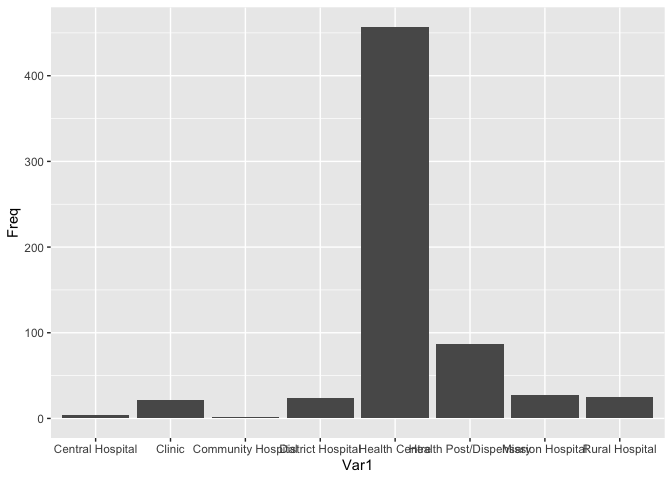 400
300
200
100
0
Freq
Central Hospital
Clinic
Community Hospital
District Hospital
Health Centre
Health Post/Dispensary
Mission Hospital
Rural Hospital
Var1